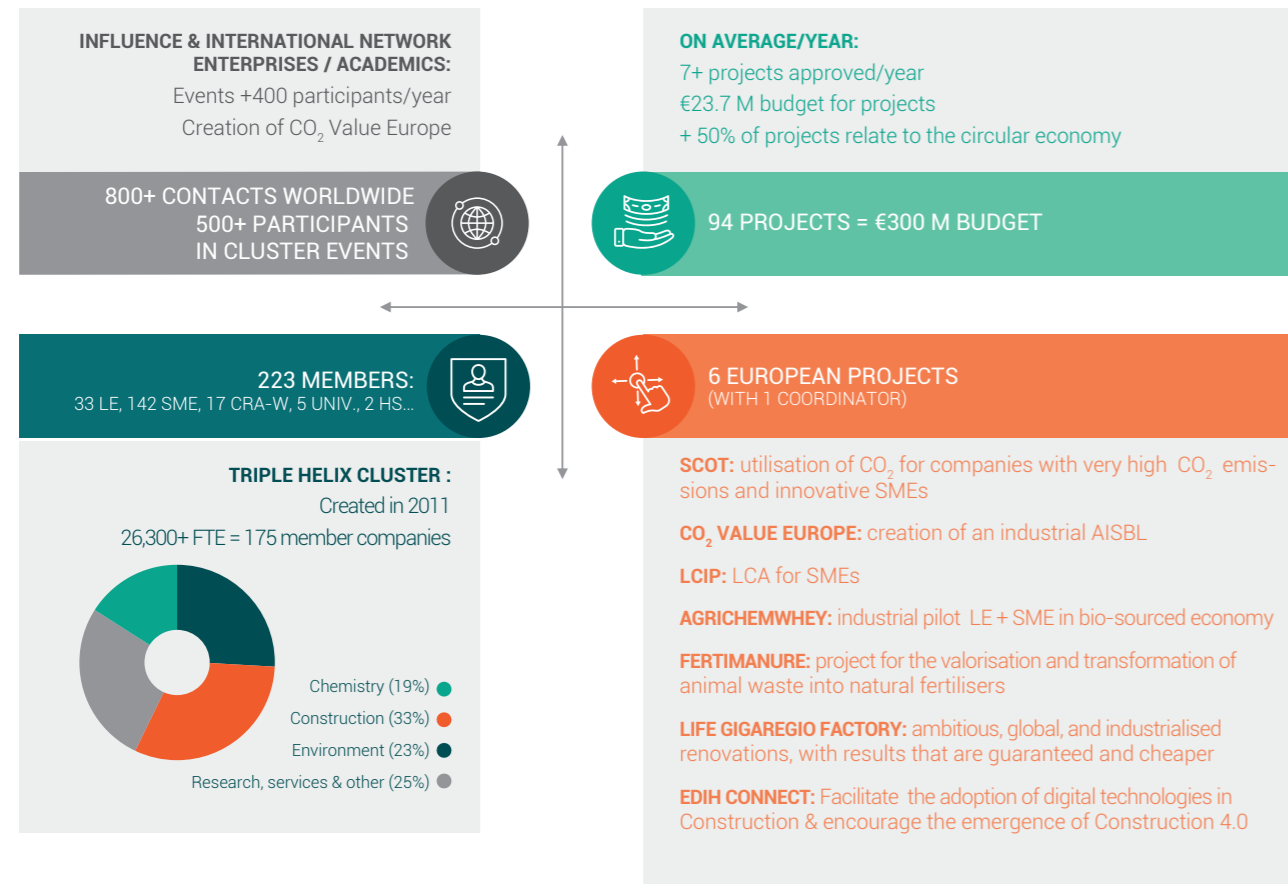 INFLUENCE & INTERNATIONAL NETWORK
ENTERPRISES / ACADEMICS:
Events +400 participants/year
Creation of CO₂ Value Europe
800+ CONTACTS WORLDWIDE
500+ PARTICIPANTS
IN CLUSTER EVENTS
ON AVERAGE/YEAR:
7+ projects approved/year
€23.7 M budget for projects
+ 50% of projects relate to the circular economy
94 PROJECTS = €300 M BUDGET
223 MEMBERS:
33 LE, 142 SME, 17 CRA-W, 5 UNIV., 2 HS...
TRIPLE HELIX CLUSTER :
Created in 2011
26,300+ FTE = 175 member companies
Chemistry (19%)
Construction (33%)
Environment (23%)
Research, services & other (25%)
6 EUROPEAN PROJECTS
(WITH 1 COORDINATOR)
SCOT: utilisation of CO₂ for companies with very high CO₂ emis-
sions and innovative SMEs
CO₂ VALUE EUROPE: creation of an industrial AISBL
LCIP: LCA for SMEs
AGRICHEMWHEY: industrial pilot LE + SME in bio-sourced economy
FERTIMANURE: project for the valorisation and transformation of
animal waste into natural fertilisers
LIFE GIGAREGIO FACTORY: ambitious, global, and industrialised
renovations, with results that are guaranteed and cheaper
EDIH CONNECT: Facilitate the adoption of digital technologies in
Construction & encourage the emergence of Construction 4.0